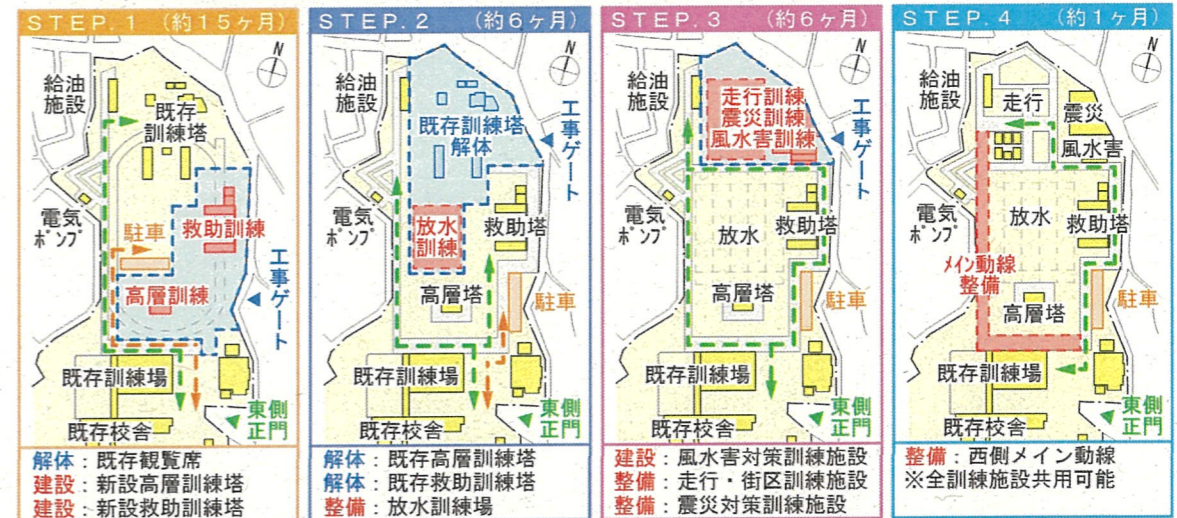 STEP.1 (約15ヶ月)
N
給油
施設
既存
訓練塔
電気
ポンプ
駐車
救助訓練
高層訓練
工事ゲート
既存訓練場
既存校舎
東側
正門
解体：既存観覧席
建設：新設高層訓練塔
建設：新設救助訓練塔
STEP.2 (約6ヶ月)
N
給油
施設
既存訓練塔
解体
工事ゲート
電気
ポンプ
放水
訓練
救助塔
高層塔
駐車
既存訓練場
既存校舎
東側
正門
解体：既存高層訓練塔
解体：既存救助訓練塔
整備：放水訓練場
STEP.3 (約6ヶ月)
N
給油
施設
走行訓練
震災訓練
風水害訓練
工事ゲート
電気
ポンプ
放水
救助塔
高層塔
駐車
既存訓練場
既存校舎
東側
正門
建設：風水害対策訓練施設
整備：走行・街区訓練施設
整備：震災対策訓練施設
STEP.4 (約1ヶ月)
N
給油
施設
走行
震災
風水害
電気
ポンプ
放水
救助塔
メイン動線
整備
高層塔
駐車
既存訓練場
既存校舎
東側
正門
整備：西側メイン動線
※全訓練施設共用可能